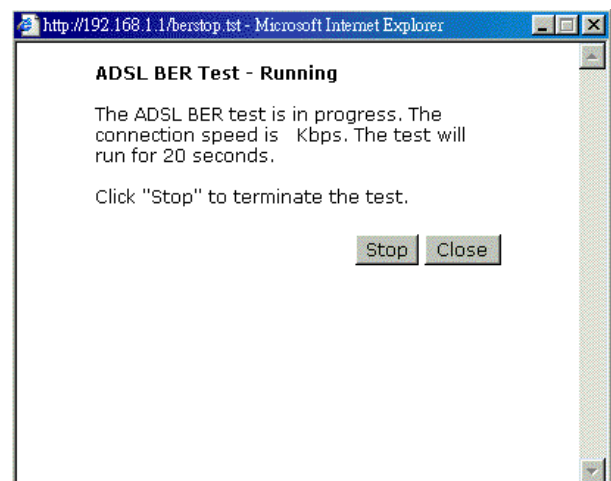 http://192.168.1.1/berstop.tst - Microsoft Internet Explorer
ADSL BER Test - Running
The ADSL BER test is in progress. The
connection speed is   Kbps. The test will
run for 20 seconds.
Click "Stop" to terminate the test.
Stop Close